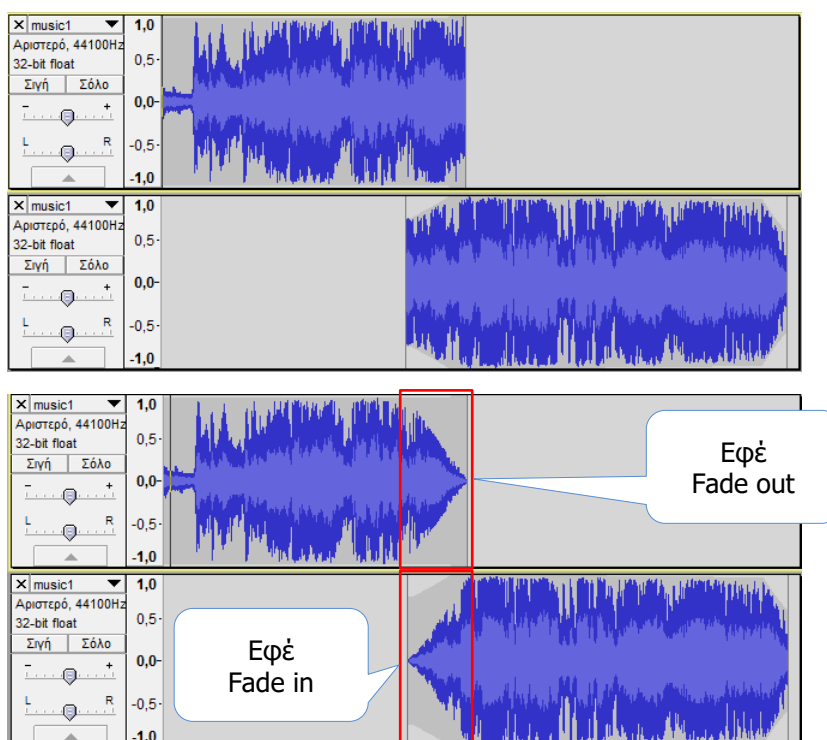 × music1 ▼ 1,0
Αριστερό, 44100Hz
32-bit float 0,5
Σιγή Σόλο
- + 0,0
L R -0,5
-1,0
× music1 ▼ 1,0
Αριστερό, 44100Hz
32-bit float 0,5
Σιγή Σόλο
- + 0,0
L R -0,5
-1,0
× music1 ▼ 1,0
Αριστερό, 44100Hz
32-bit float 0,5
Σιγή Σόλο
- + 0,0
L R -0,5
-1,0
Εφέ
Fade out
× music1 ▼ 1,0
Αριστερό, 44100Hz
32-bit float 0,5
Σιγή Σόλο
- + 0,0
L R -0,5
-1,0
Εφέ
Fade in